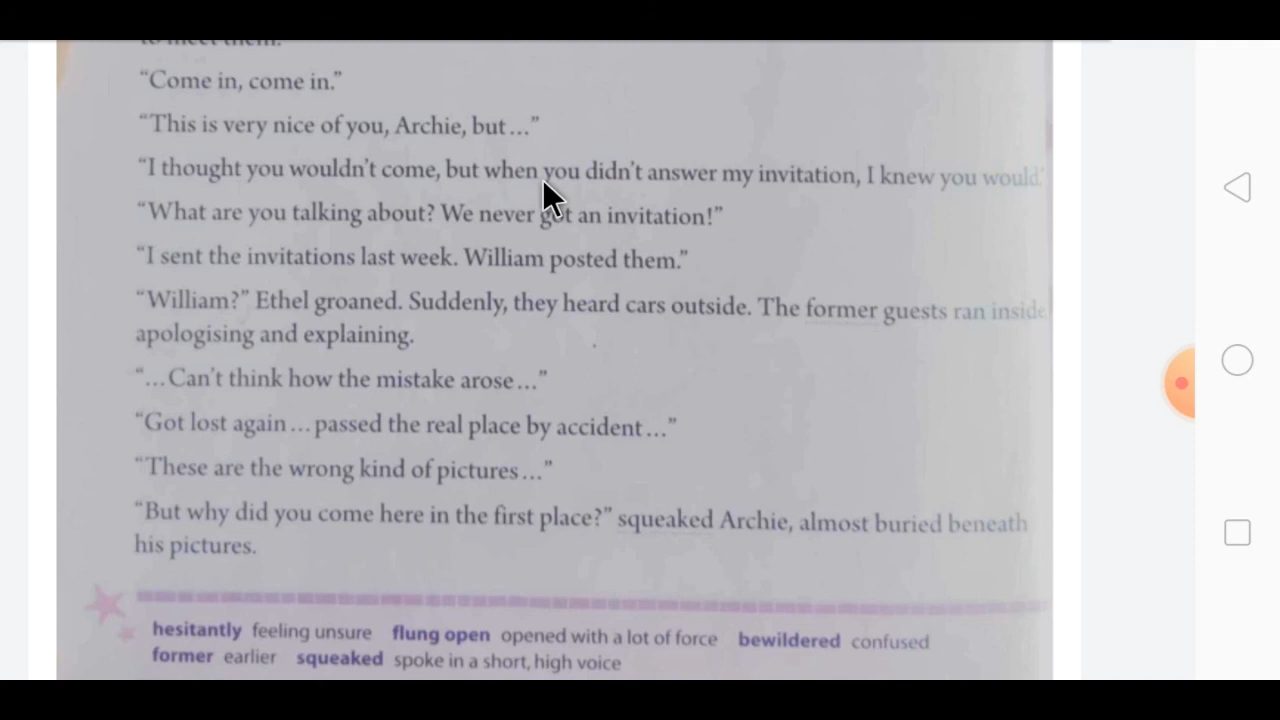 to meet them.
“Come in, come in.”
“This is very nice of you, Archie, but…”
“I thought you wouldn’t come, but when you didn’t answer my invitation, I knew you would.”
“What are you talking about? We never got an invitation!”
“I sent the invitations last week. William posted them.”
“William?” Ethel groaned. Suddenly, they heard cars outside. The former guests ran inside
apologising and explaining.
“…Can’t think how the mistake arose…”
“Got lost again…passed the real place by accident…”
“These are the wrong kind of pictures…”
“But why did you come here in the first place?” squeaked Archie, almost buried beneath
his pictures.
hesitantly feeling unsure flung open opened with a lot of force bewildered confused
former earlier squeaked spoke in a short, high voice